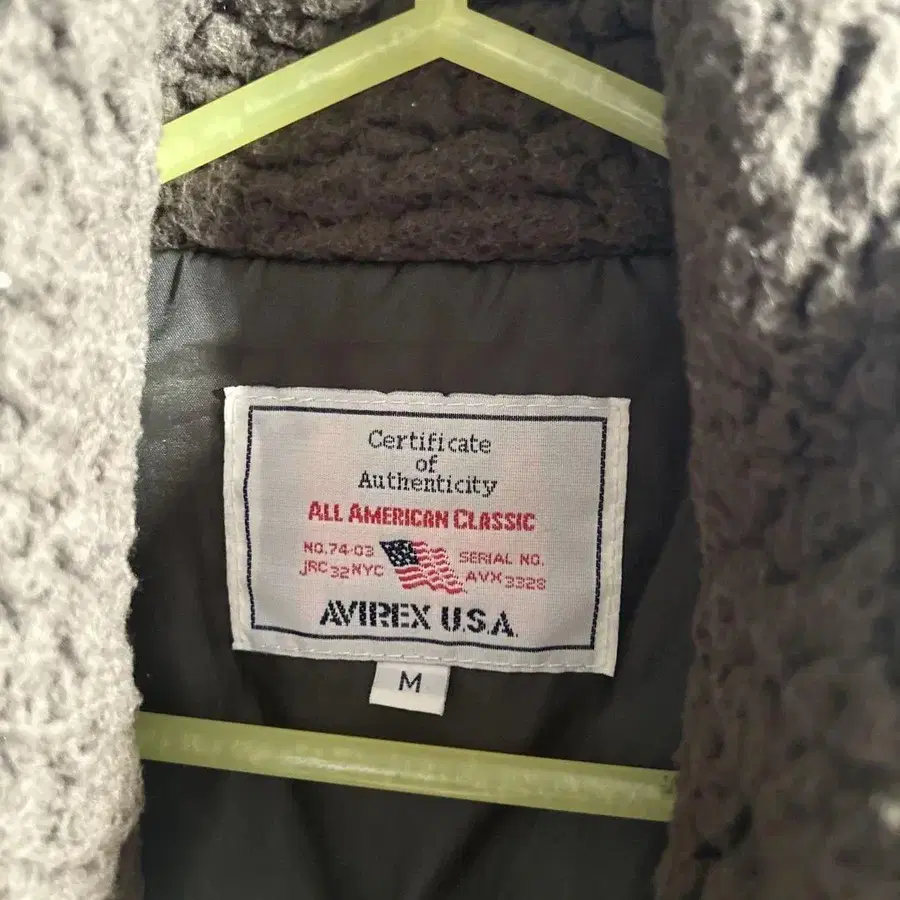 Certificate
of
Authenticity
ALL AMERICAN CLASSIC
NO.74-03
JRC 32 NYC
SERIAL NO.
AVX 3328
AVIREX U.S.A.
M